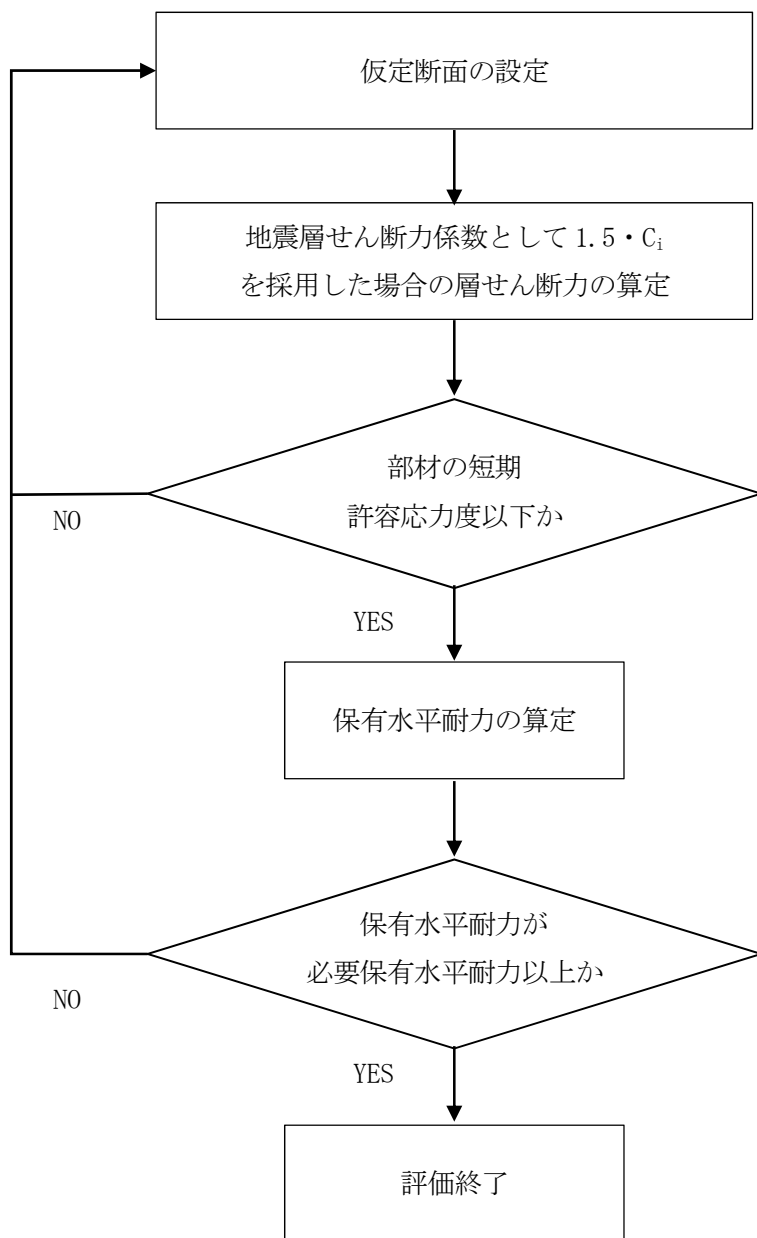 仮定断面の設定
地震層せん断力係数として 1.5・Ci
を採用した場合の層せん断力の算定
部材の短期
許容応力度以下か
NO
YES
保有水平耐力の算定
保有水平耐力が
必要保有水平耐力以上か
NO
YES
評価終了